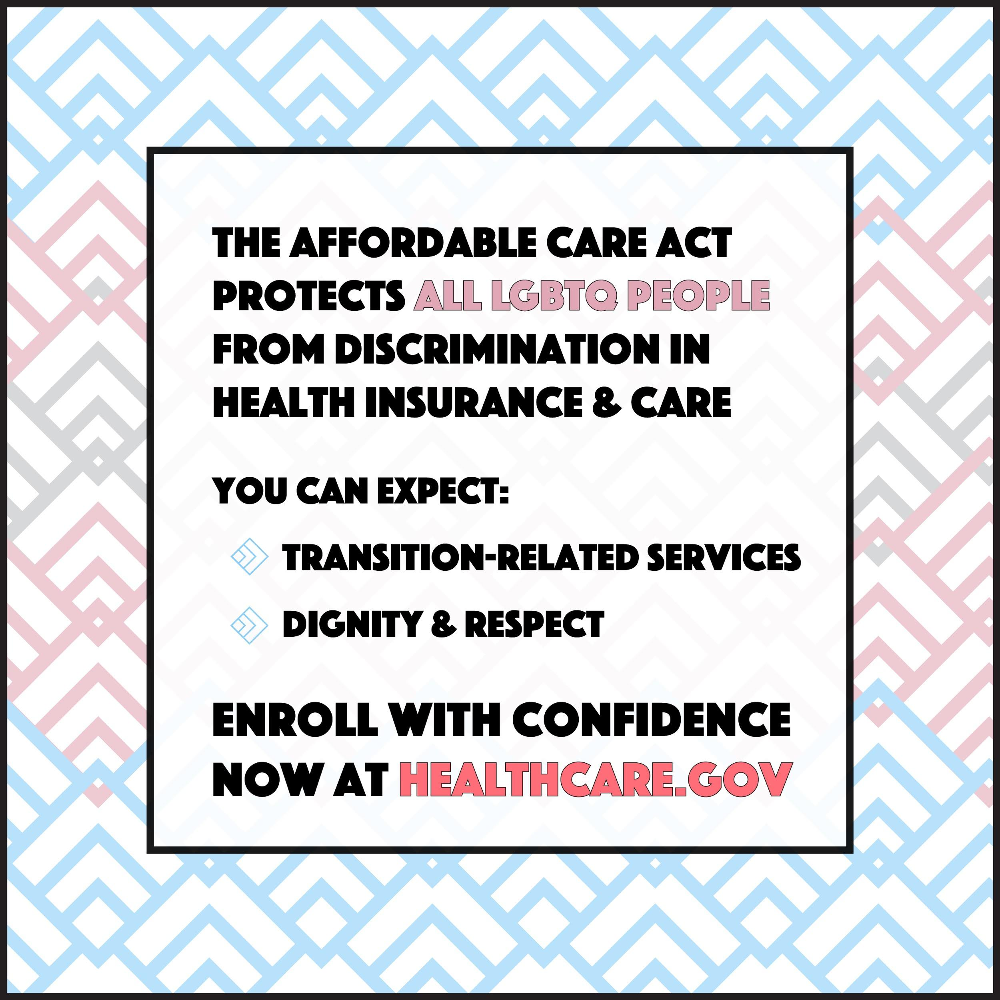 THE AFFORDABLE CARE ACT
PROTECTS ALL LGBTQ PEOPLE
FROM DISCRIMINATION IN
HEALTH INSURANCE & CARE
YOU CAN EXPECT:
TRANSITION-RELATED SERVICES
DIGNITY & RESPECT
ENROLL WITH CONFIDENCE
NOW AT HEALTHCARE.GOV